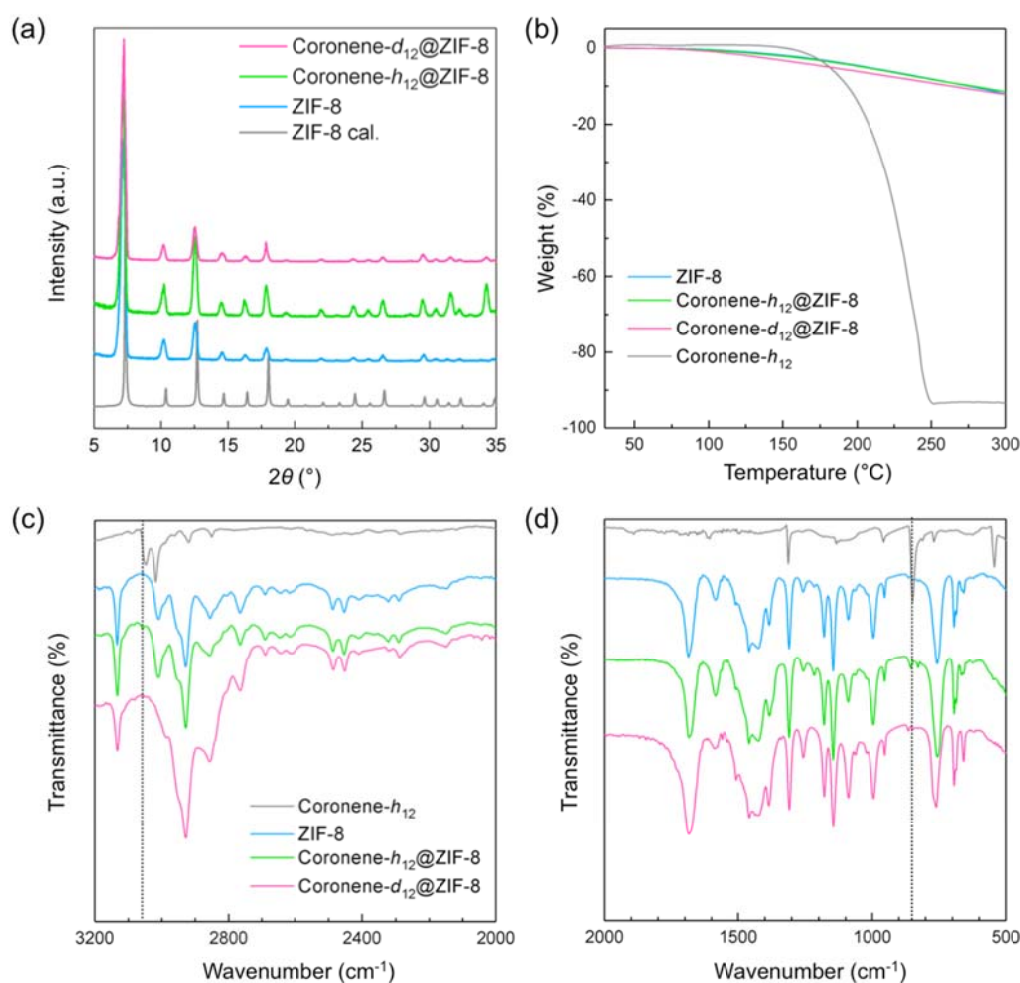 (a)
Coronene-d12@ZIF-8
Coronene-h12@ZIF-8
ZIF-8
ZIF-8 cal.
Intensity (a.u.)
5 10 15 20 25 30 35
2θ (°)
(b)
0
-20
-40
-60
-80
-100
Weight (%)
ZIF-8
Coronene-h12@ZIF-8
Coronene-d12@ZIF-8
Coronene-h12
50 100 150 200 250 300
Temperature (°C)
(c)
Transmittance (%)
Coronene-h12
ZIF-8
Coronene-h12@ZIF-8
Coronene-d12@ZIF-8
3200 2800 2400 2000
Wavenumber (cm-1)
(d)
Transmittance (%)
2000 1500 1000 500
Wavenumber (cm-1)